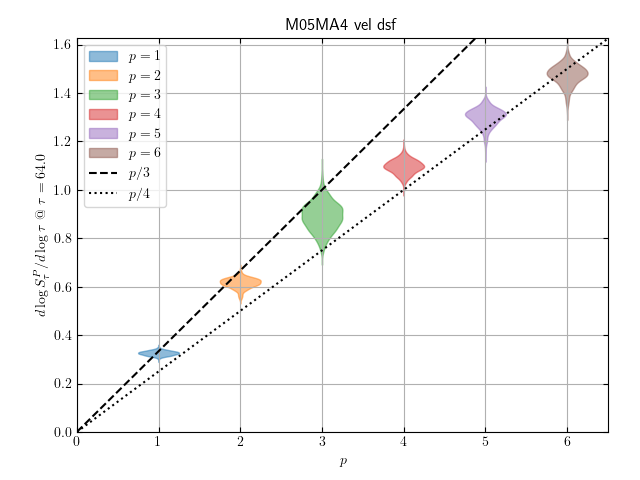 M05MA4 vel dsf
d log S_τ^P / d log τ @ τ = 64.0
1.6
1.4
1.2
1.0
0.8
0.6
0.4
0.2
0.0
p = 1
p = 2
p = 3
p = 4
p = 5
p = 6
p/3
p/4
0 1 2 3 4 5 6
p